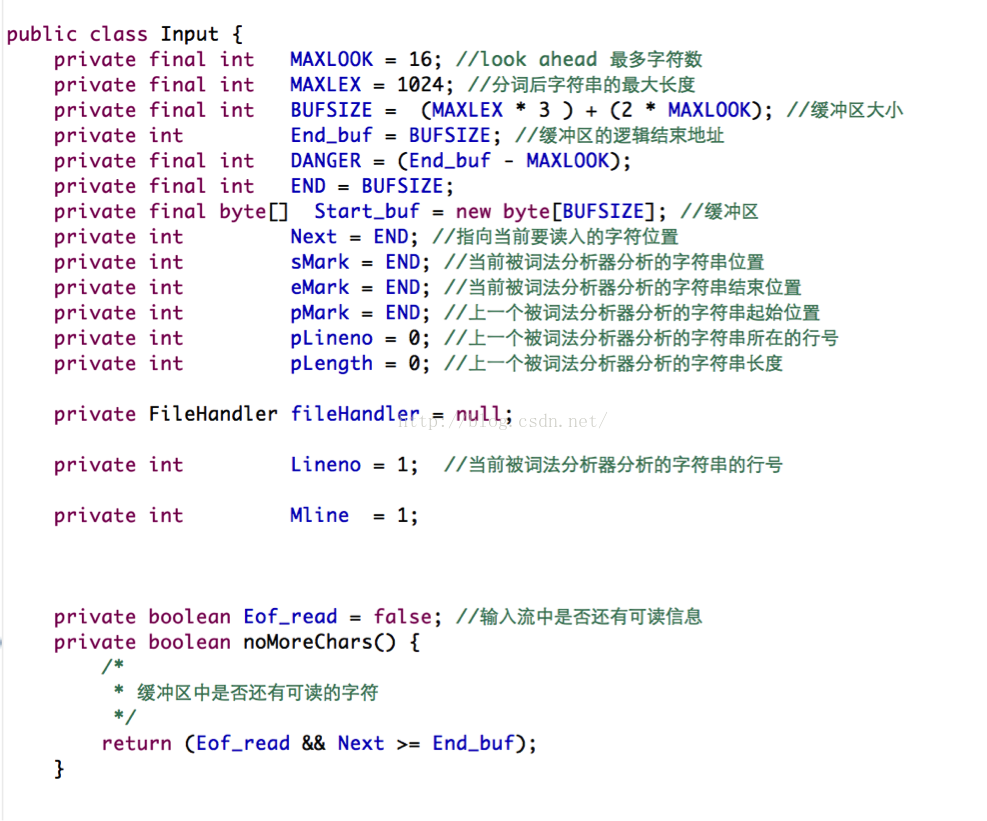 public class Input {
    private final int   MAXLOOK = 16; //look ahead 最多字符数
    private final int   MAXLEX = 1024; //分词后字符串的最大长度
    private final int   BUFSIZE =  (MAXLEX * 3 ) + (2 * MAXLOOK); //缓冲区大小
    private int         End_buf = BUFSIZE; //缓冲区的逻辑结束地址
    private final int   DANGER = (End_buf - MAXLOOK);
    private final int   END = BUFSIZE;
    private final byte[]  Start_buf = new byte[BUFSIZE]; //缓冲区
    private int         Next = END; //指向当前要读入的字符位置
    private int         sMark = END; //当前被词法分析器分析的字符串位置
    private int         eMark = END; //当前被词法分析器分析的字符串结束位置
    private int         pMark = END; //上一个被词法分析器分析的字符串起始位置
    private int         pLineno = 0; //上一个被词法分析器分析的字符串所在的行号
    private int         pLength = 0; //上一个被词法分析器分析的字符串长度
    private FileHandler fileHandler = null;
http://blog.csdn.net/
    private int         Lineno = 1;  //当前被词法分析器分析的字符串的行号
    private int         Mline  = 1;
    private boolean Eof_read = false; //输入流中是否还有可读信息
    private boolean noMoreChars() {
        /*
         * 缓冲区中是否还有可读的字符
         */
        return (Eof_read && Next >= End_buf);
    }